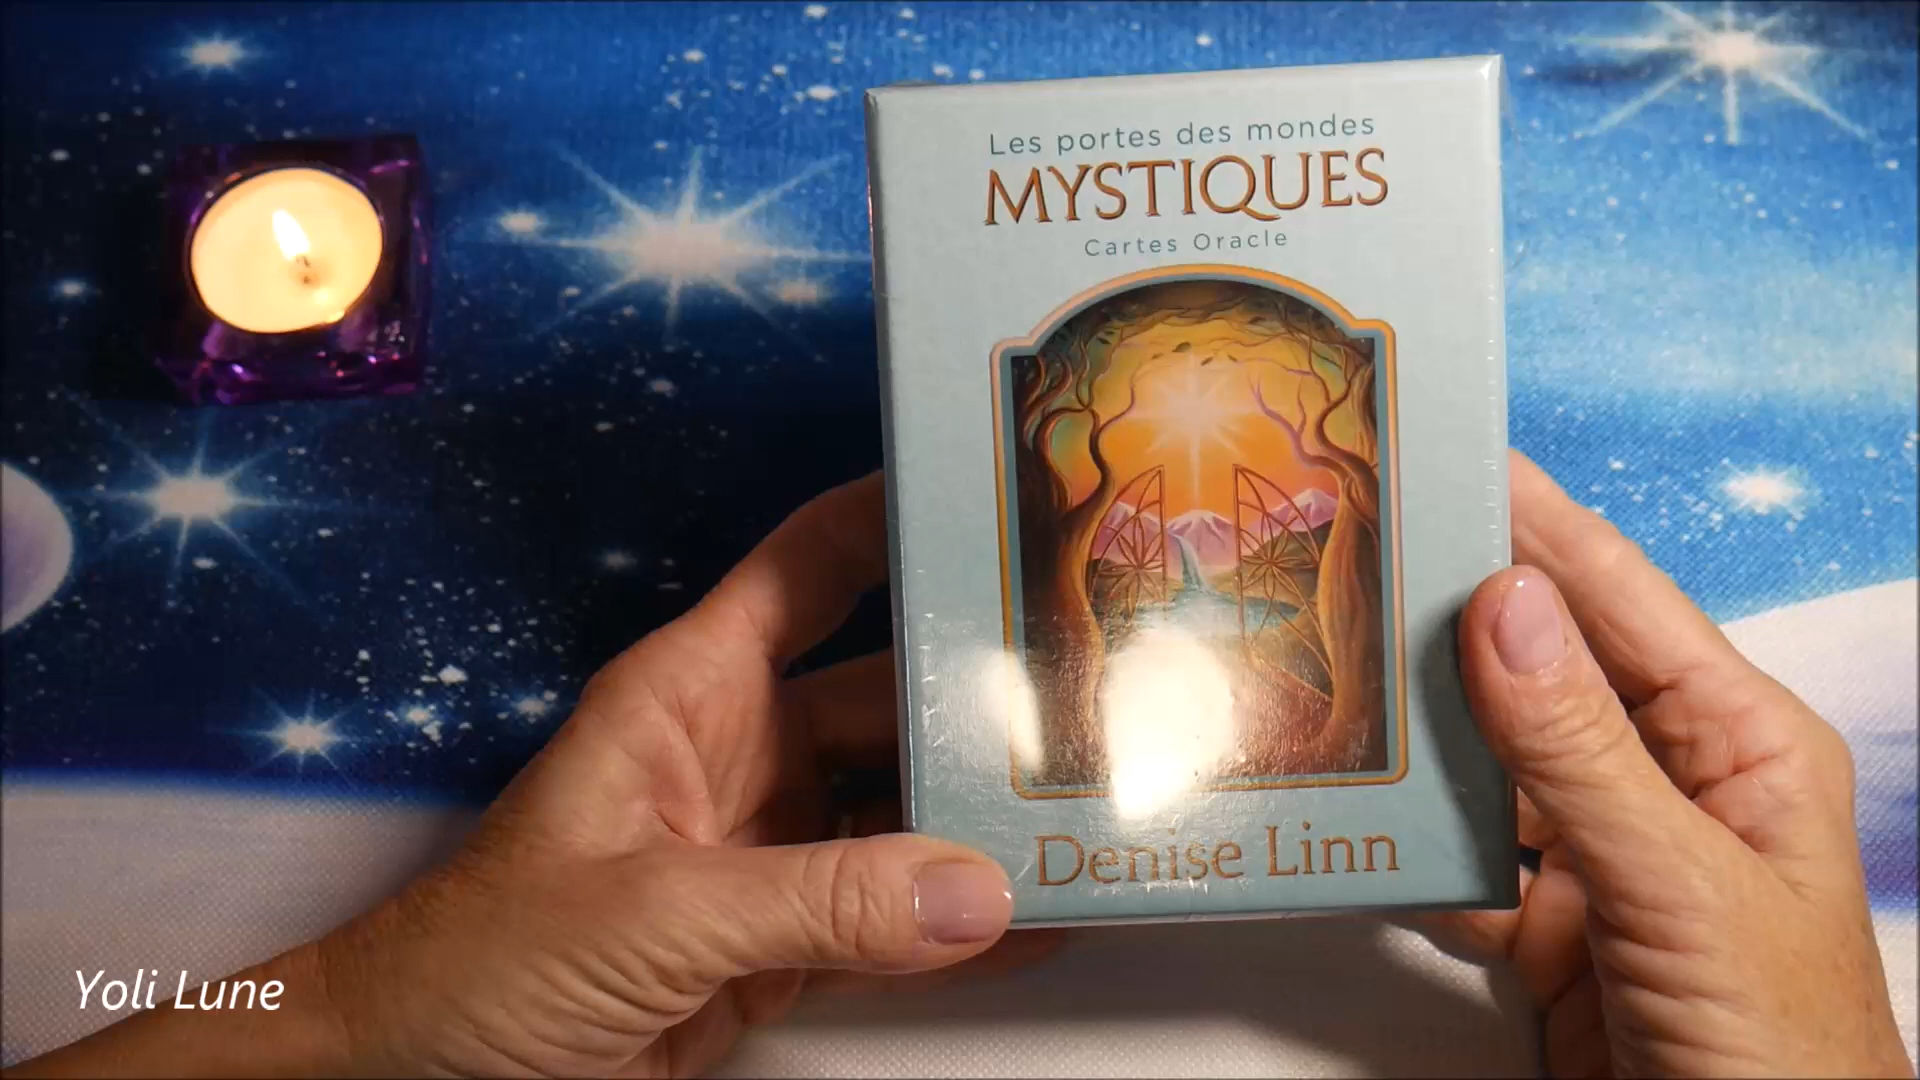 Les portes des mondes
MYSTIQUES
Cartes Oracle
Denise Linn
Yoli Lune